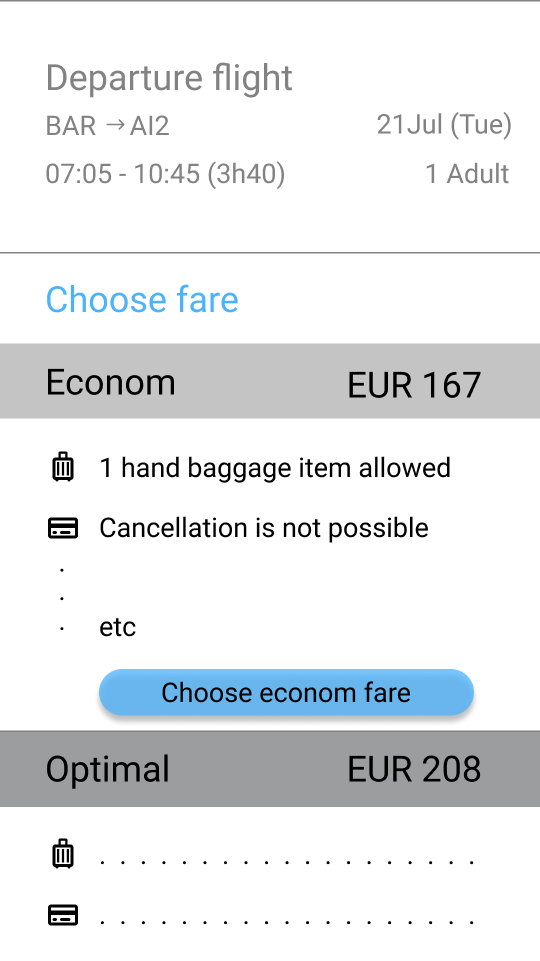 Departure flight
BAR → AI2 21Jul (Tue)
07:05 - 10:45 (3h40) 1 Adult
Choose fare
Econom EUR 167
1 hand baggage item allowed
Cancellation is not possible
.
.
. etc
Choose econom fare
Optimal EUR 208
. . . . . . . . . . . . . . . . . . .
. . . . . . . . . . . . . . . . . . .